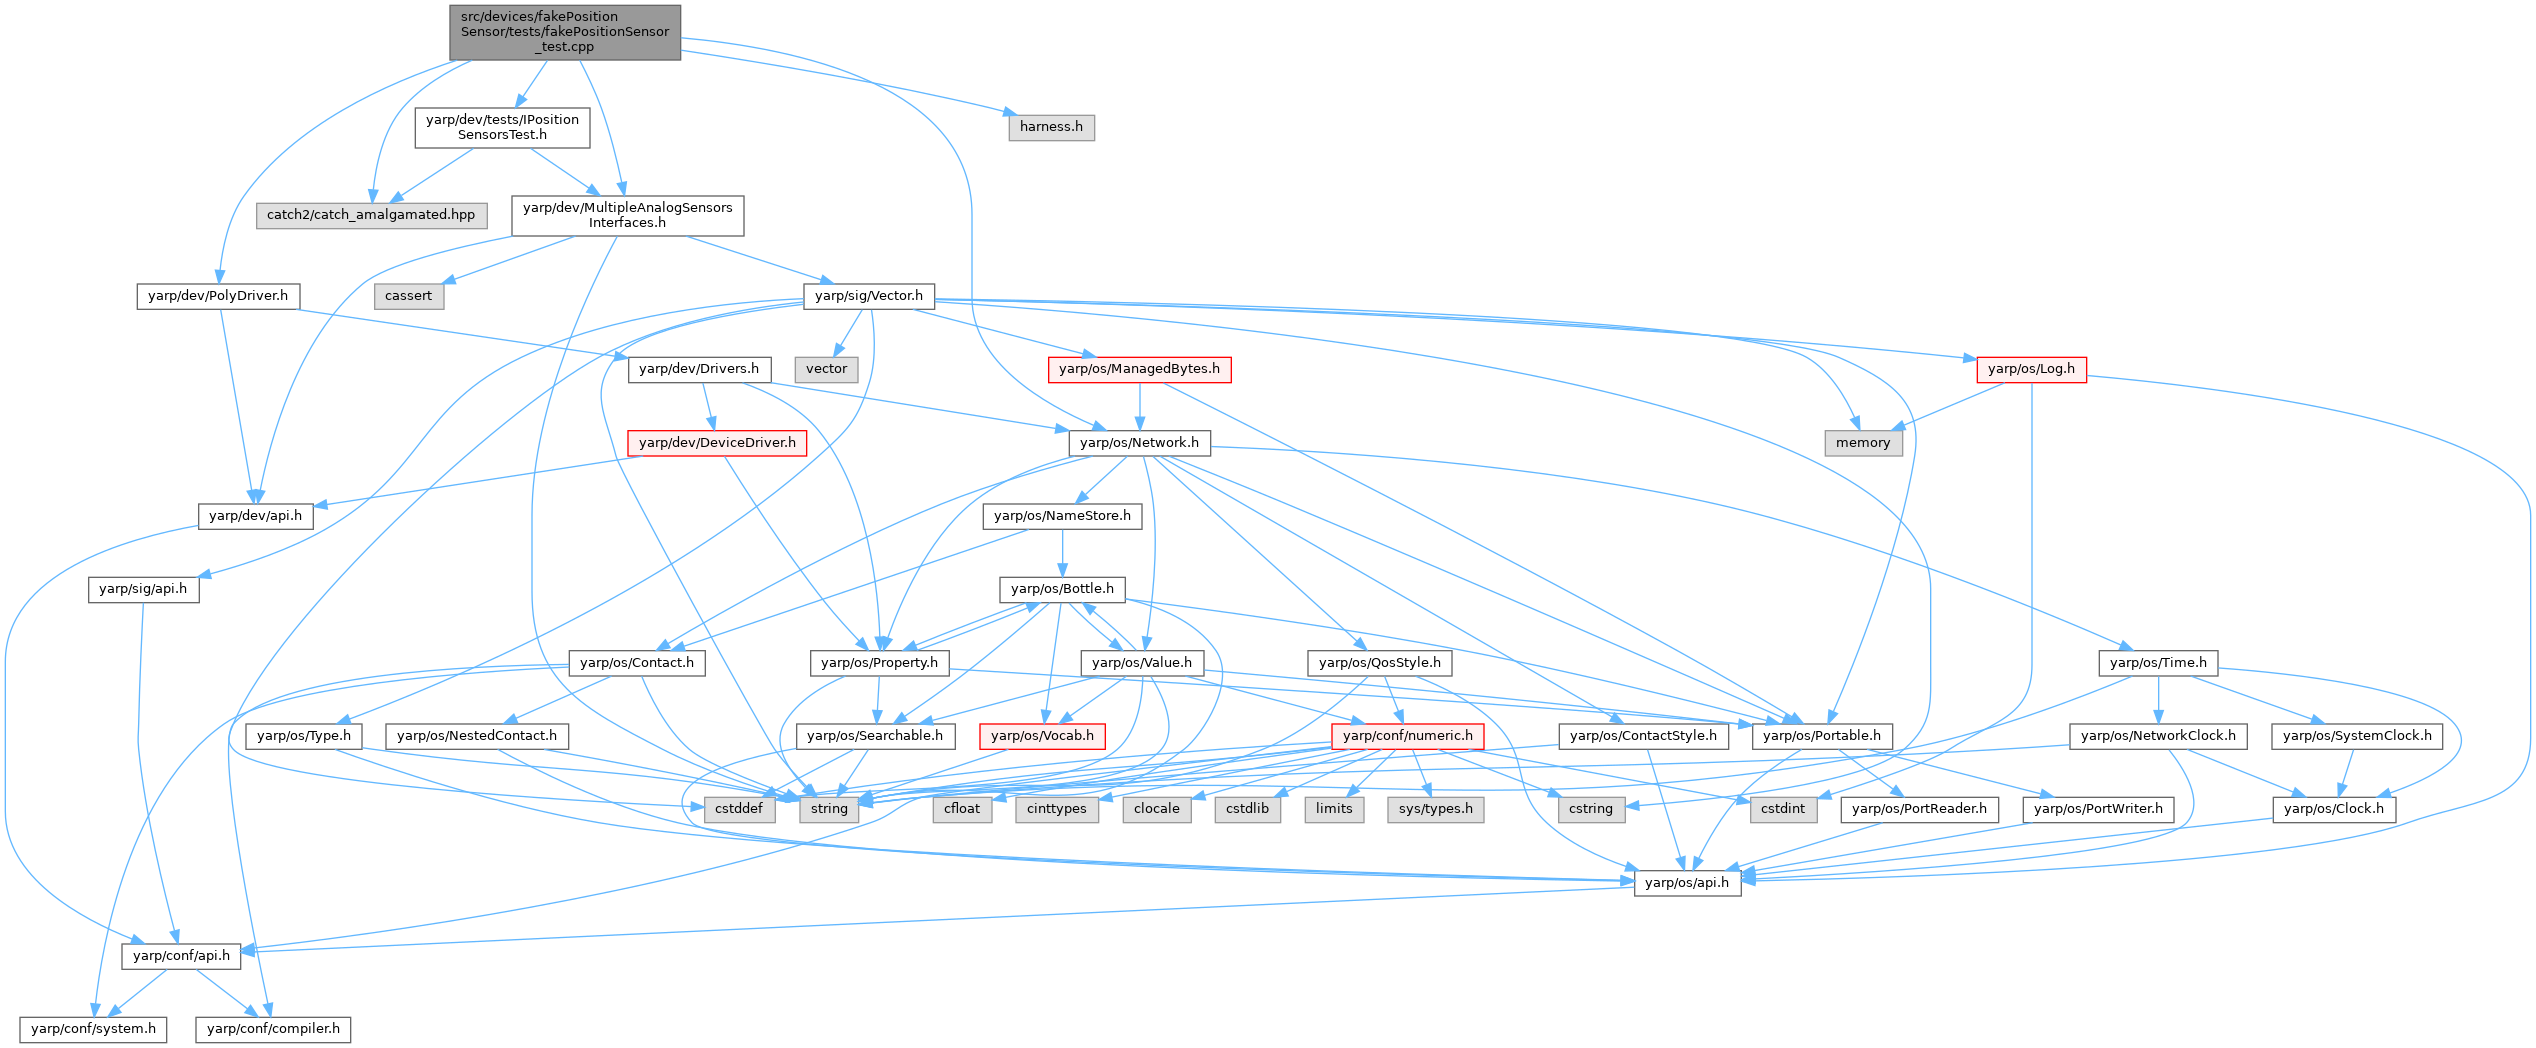 src/devices/fakePosition
Sensor/tests/fakePositionSensor
_test.cpp
yarp/dev/tests/IPosition
SensorsTest.h
harness.h
catch2/catch_amalgamated.hpp
yarp/dev/MultipleAnalogSensors
Interfaces.h
yarp/dev/PolyDriver.h
cassert
yarp/sig/Vector.h
yarp/dev/Drivers.h
vector
yarp/os/ManagedBytes.h
yarp/os/Log.h
yarp/dev/DeviceDriver.h
yarp/os/Network.h
memory
yarp/dev/api.h
yarp/os/NameStore.h
yarp/sig/api.h
yarp/os/Bottle.h
yarp/os/Contact.h
yarp/os/Property.h
yarp/os/Value.h
yarp/os/QosStyle.h
yarp/os/Time.h
yarp/os/Type.h
yarp/os/NestedContact.h
yarp/os/Searchable.h
yarp/os/Vocab.h
yarp/conf/numeric.h
yarp/os/ContactStyle.h
yarp/os/Portable.h
yarp/os/NetworkClock.h
yarp/os/SystemClock.h
cstddef
string
cfloat
cinttypes
clocale
cstdlib
limits
sys/types.h
cstring
cstdint
yarp/os/PortReader.h
yarp/os/PortWriter.h
yarp/os/Clock.h
yarp/os/api.h
yarp/conf/api.h
yarp/conf/system.h
yarp/conf/compiler.h